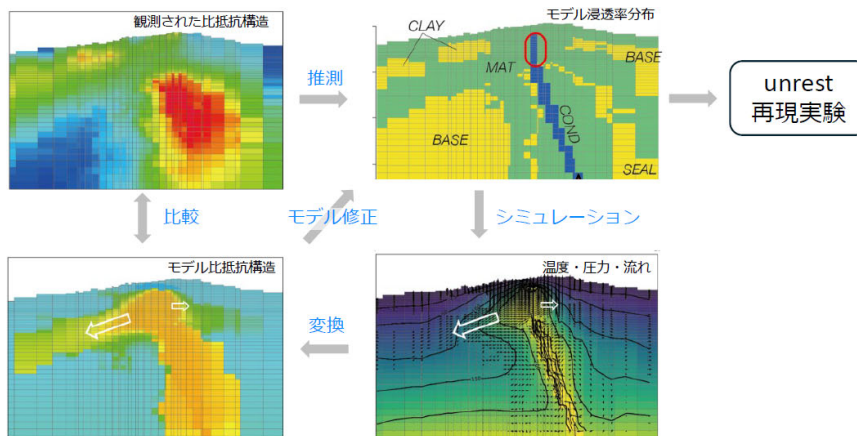 観測された比抵抗構造
モデル浸透率分布
CLAY
BASE
MAT
COND
BASE
SEAL
推測
unrest
再現実験
比較
モデル修正
シミュレーション
モデル比抵抗構造
温度・圧力・流れ
変換